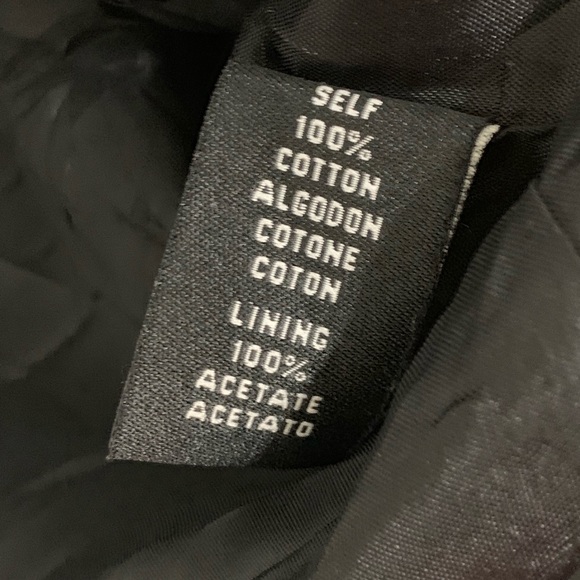 SELF
100%
COTTON
ALGODON
COTONE
COTON
LINING
100%
ACETATE
ACETATO